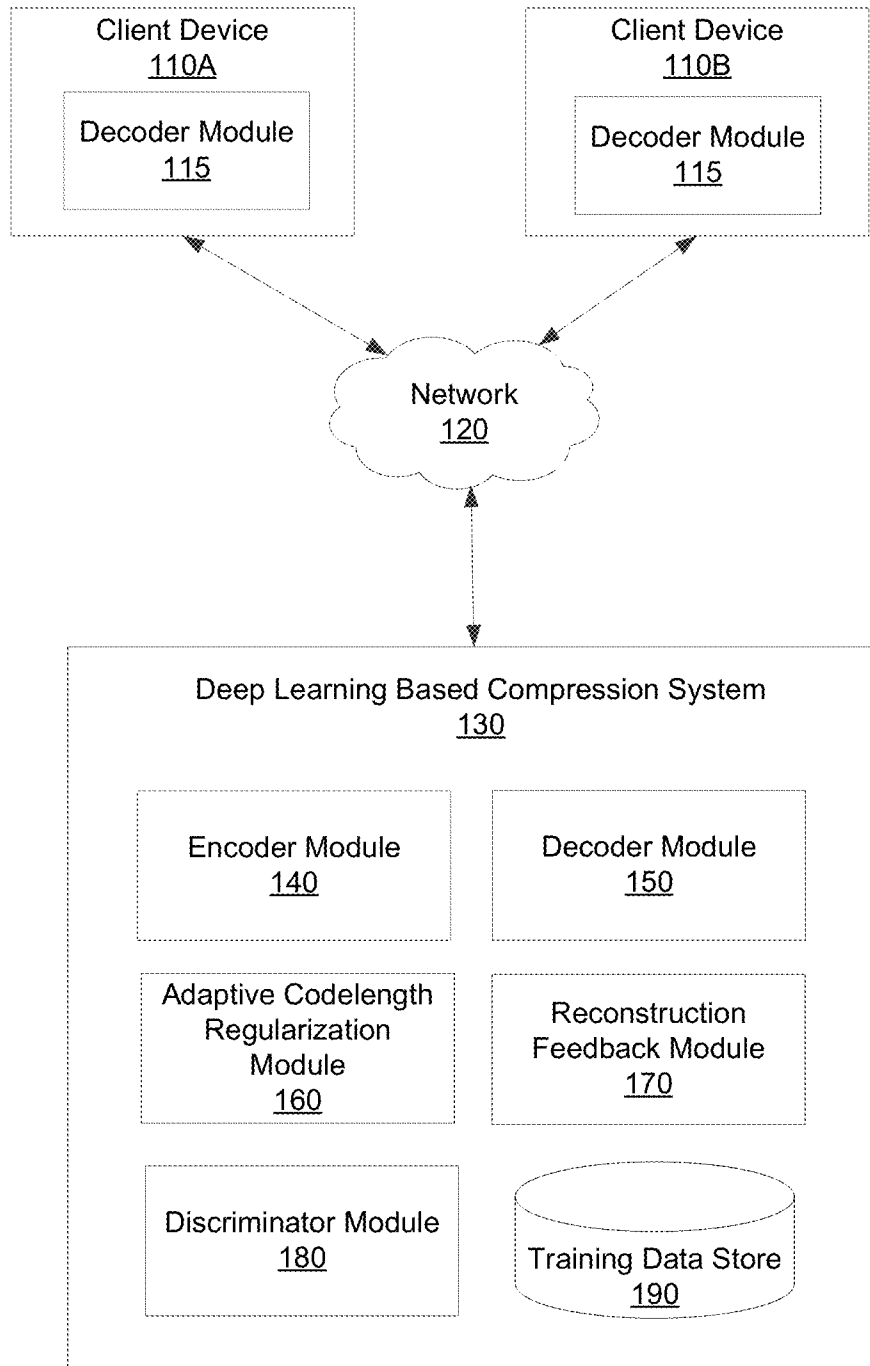 Client Device
110A
Decoder Module
115
Client Device
110B
Decoder Module
115
Network
120
Deep Learning Based Compression System
130
Encoder Module
140
Decoder Module
150
Adaptive Codelength
Regularization
Module
160
Reconstruction
Feedback Module
170
Discriminator Module
180
Training Data Store
190